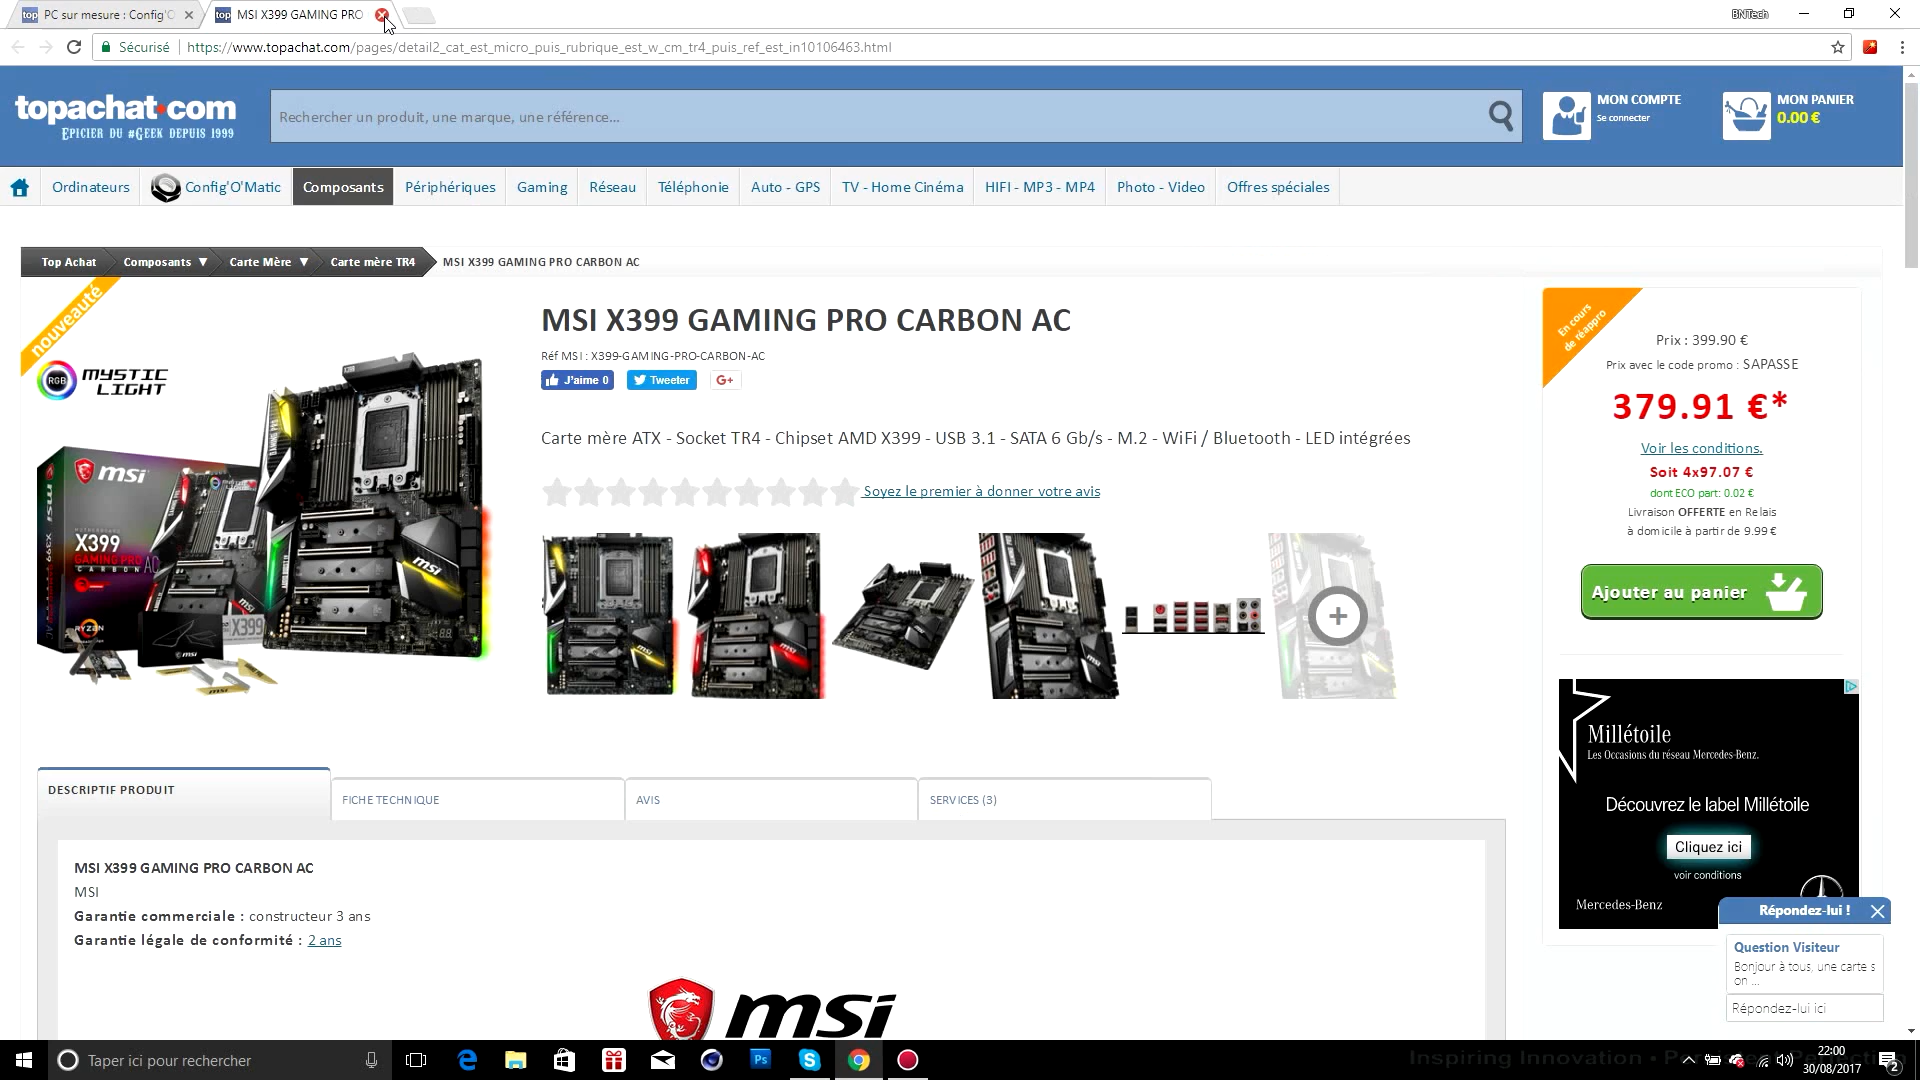 PC sur mesure : Config'O
MSI X399 GAMING PRO
BNTech
Sécurisé
https://www.topachat.com/pages/detail2_cat_est_micro_puis_rubrique_est_w_cm_tr4_puis_ref_est_in10106463.html
topachat.com
EPICIER DU #GEEK DEPUIS 1999
Rechercher un produit, une marque, une référence...
MON COMPTE
Se connecter
MON PANIER
0.00 €
Ordinateurs
Config'O'Matic
Composants
Périphériques
Gaming
Réseau
Téléphonie
Auto - GPS
TV - Home Cinéma
HIFI - MP3 - MP4
Photo - Video
Offres spéciales
Top Achat
Composants ▼
Carte Mère ▼
Carte mère TR4
MSI X399 GAMING PRO CARBON AC
nouveauté
RGB
MYSTIC LIGHT
msi
X399
GAMING PRO
CARBON AC
RYZEN
MSI X399 GAMING PRO CARBON AC
Réf MSI : X399-GAMING-PRO-CARBON-AC
J'aime 0
Tweeter
G+
Carte mère ATX - Socket TR4 - Chipset AMD X399 - USB 3.1 - SATA 6 Gb/s - M.2 - WiFi / Bluetooth - LED intégrées
Soyez le premier à donner votre avis
En cours de réappro
Prix : 399.90 €
Prix avec le code promo : SAPASSE
379.91 €*
Voir les conditions.
Soit 4x97.07 €
dont ECO part: 0.02 €
Livraison OFFERTE en Relais
à domicile à partir de 9.99 €
Ajouter au panier
Millétoile
Les Occasions du réseau Mercedes-Benz.
Découvrez le label Millétoile
Cliquez ici
voir conditions
Mercedes-Benz
DESCRIPTIF PRODUIT
FICHE TECHNIQUE
AVIS
SERVICES (3)
MSI X399 GAMING PRO CARBON AC
MSI
Garantie commerciale : constructeur 3 ans
Garantie légale de conformité : 2 ans
msi
Répondez-lui !
Question Visiteur
Bonjour à tous, une carte s
on ...
Répondez-lui ici
Taper ici pour rechercher
Ps
22:00
30/08/2017
2